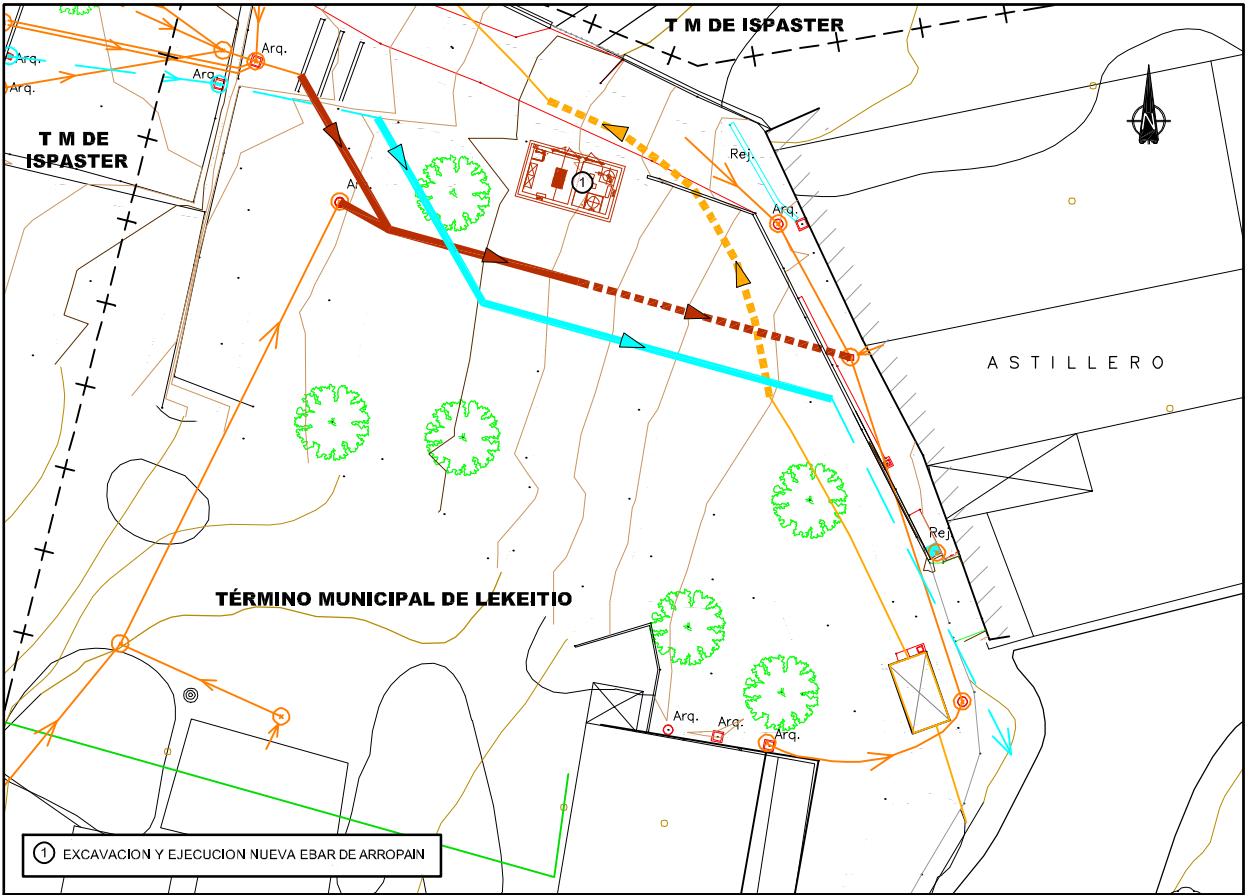 T M DE ISPASTER
Arq.
Arq.
Arq.
Arq.
T M DE
ISPASTER
Rej.
N
1
Arq.
ASTILLERO
Rej
TÉRMINO MUNICIPAL DE LEKEITIO
Arq.
Arq.
Arq.
1 EXCAVACION Y EJECUCION NUEVA EBAR DE ARROPAIN